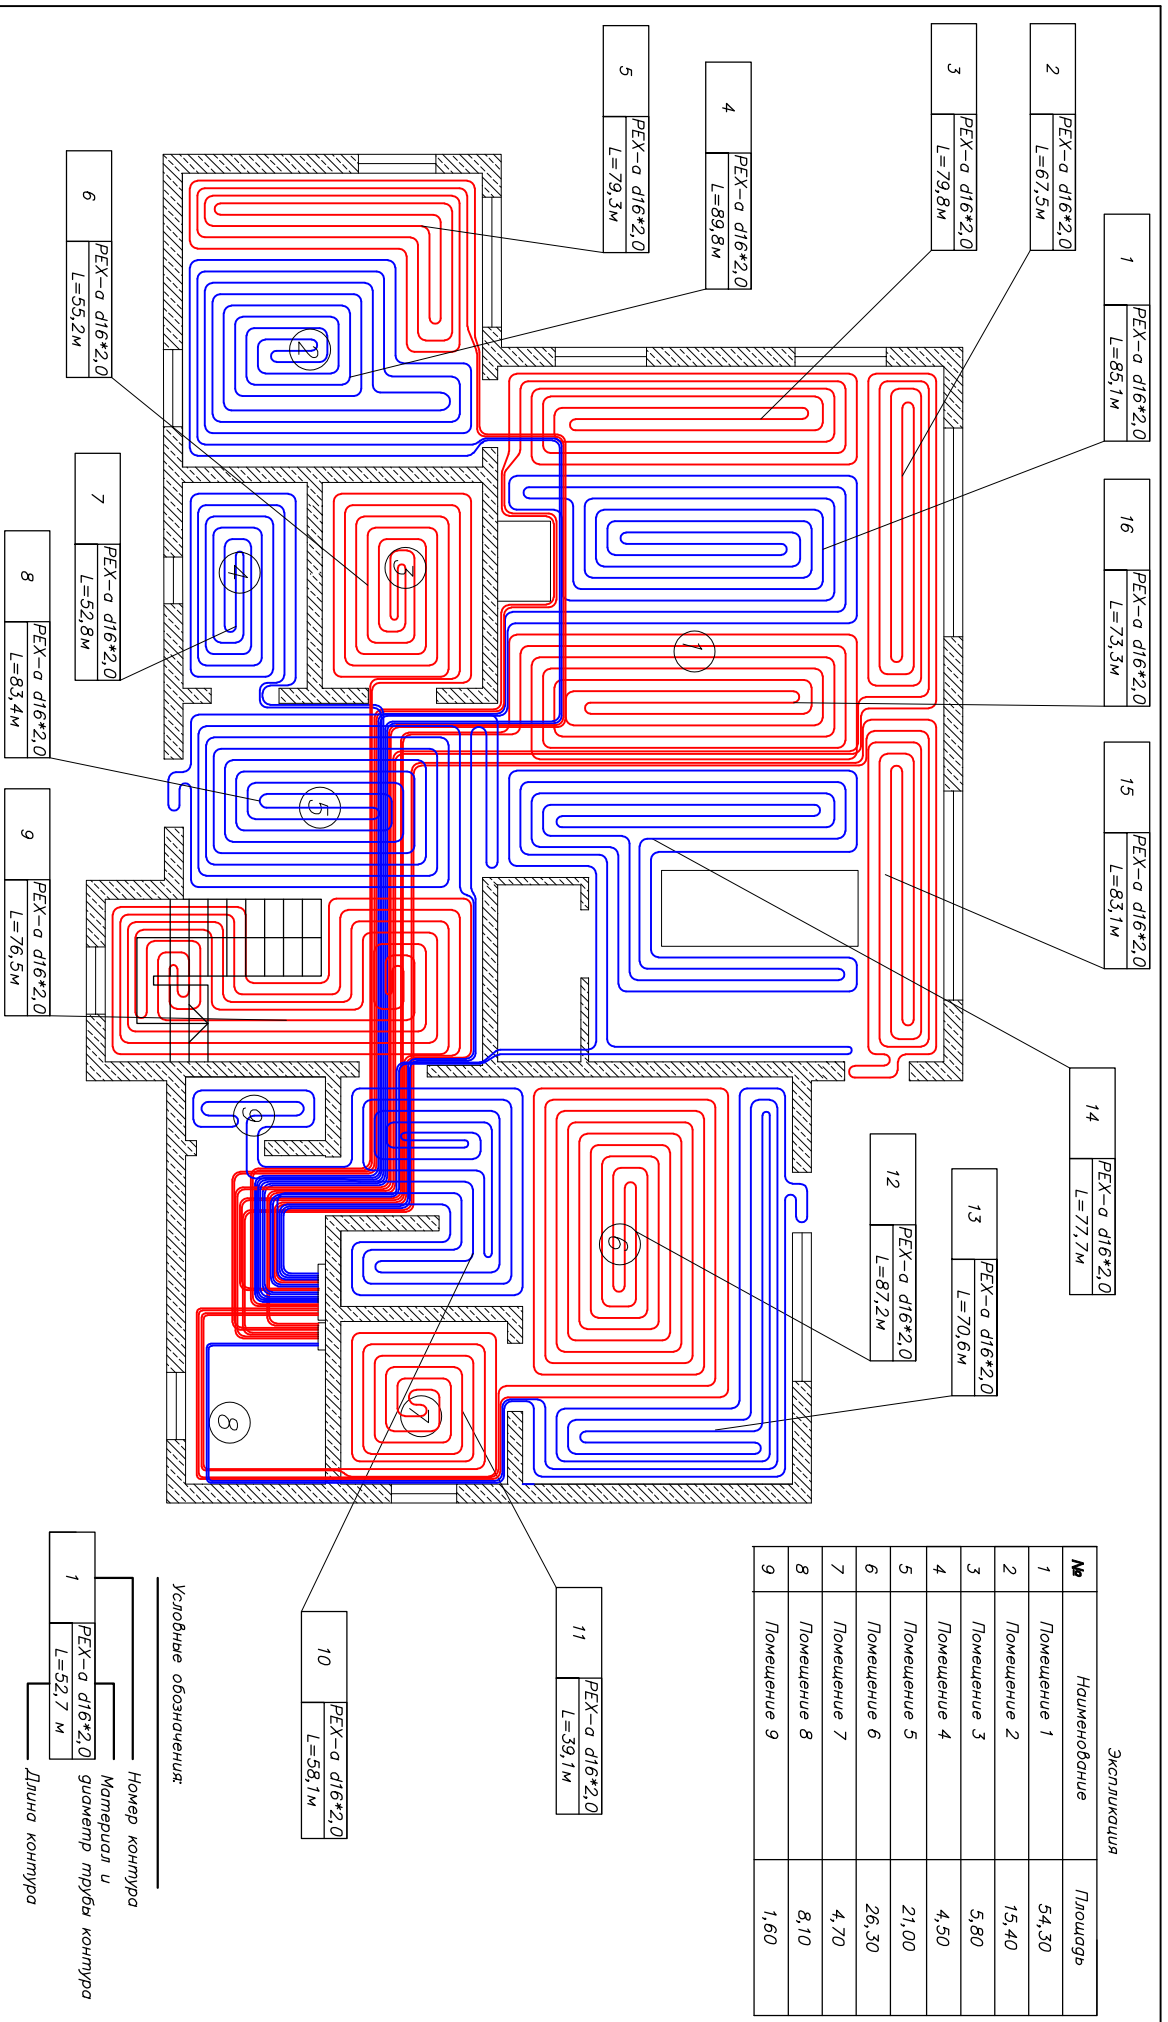 5
PEX-a d16*2,0
L=79,3м
4
PEX-a d16*2,0
L=89,8м
3
PEX-a d16*2,0
L=79,8м
2
PEX-a d16*2,0
L=67,5м
1
PEX-a d16*2,0
L=85,1м
16
PEX-a d16*2,0
L=73,3м
15
PEX-a d16*2,0
L=83,1м
14
PEX-a d16*2,0
L=77,7м
13
PEX-a d16*2,0
L=70,6м
12
PEX-a d16*2,0
L=87,2м
6
PEX-a d16*2,0
L=55,2м
7
PEX-a d16*2,0
L=52,8м
8
PEX-a d16*2,0
L=83,4м
9
PEX-a d16*2,0
L=76,5м
10
PEX-a d16*2,0
L=58,1м
11
PEX-a d16*2,0
L=39,1м
1
2
3
4
5
6
7
8
9
Экспликация
№ Наименование Площадь
1 Помещение 1 54,30
2 Помещение 2 15,40
3 Помещение 3 5,80
4 Помещение 4 4,50
5 Помещение 5 21,00
6 Помещение 6 26,30
7 Помещение 7 4,70
8 Помещение 8 8,10
9 Помещение 9 1,60
Условные обозначения:
1
PEX-a d16*2,0
L=52,7 м
Номер контура
Материал и
диаметр трубы контура
Длина контура